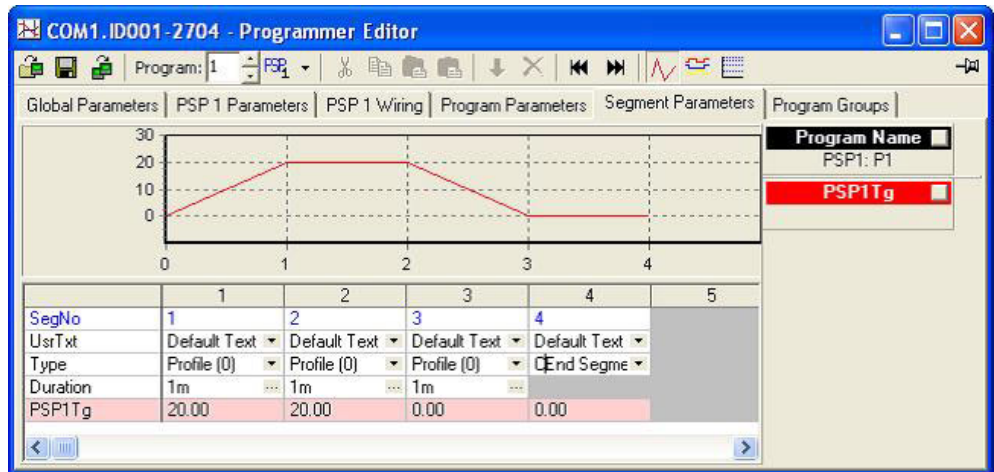 COM1.ID001-2704 - Programmer Editor
Program: 1 PSP1
Global Parameters PSP 1 Parameters PSP 1 Wiring Program Parameters Segment Parameters Program Groups
30
20
10
0
0 1 2 3 4
Program Name
PSP1: P1
PSP1Tg
1 2 3 4 5
SegNo 1 2 3 4
UsrTxt Default Text Default Text Default Text Default Text
Type Profile (0) Profile (0) Profile (0) End Segme
Duration 1m ... 1m ... 1m ...
PSP1Tg 20.00 20.00 0.00 0.00